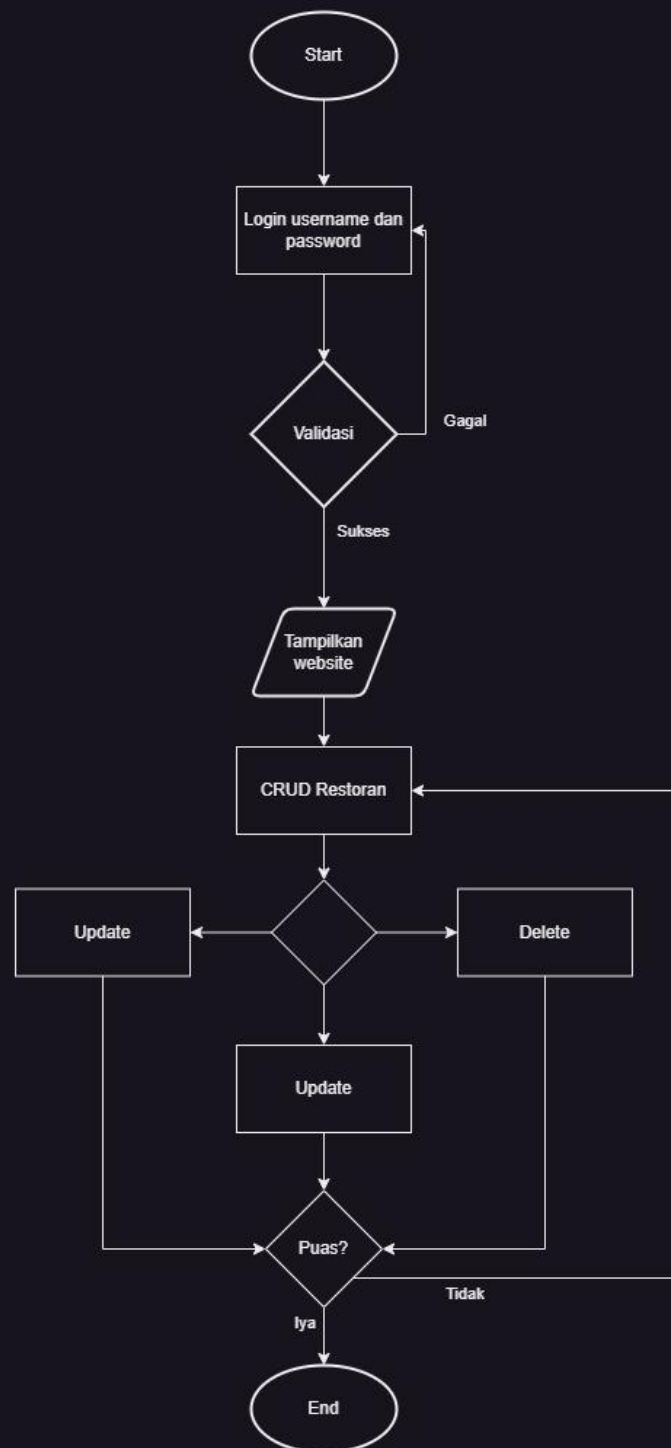 Start
Login username dan
password
Validasi
Gagal
Sukses
Tampilkan
website
CRUD Restoran
Update
Delete
Update
Puas?
Tidak
Iya
End